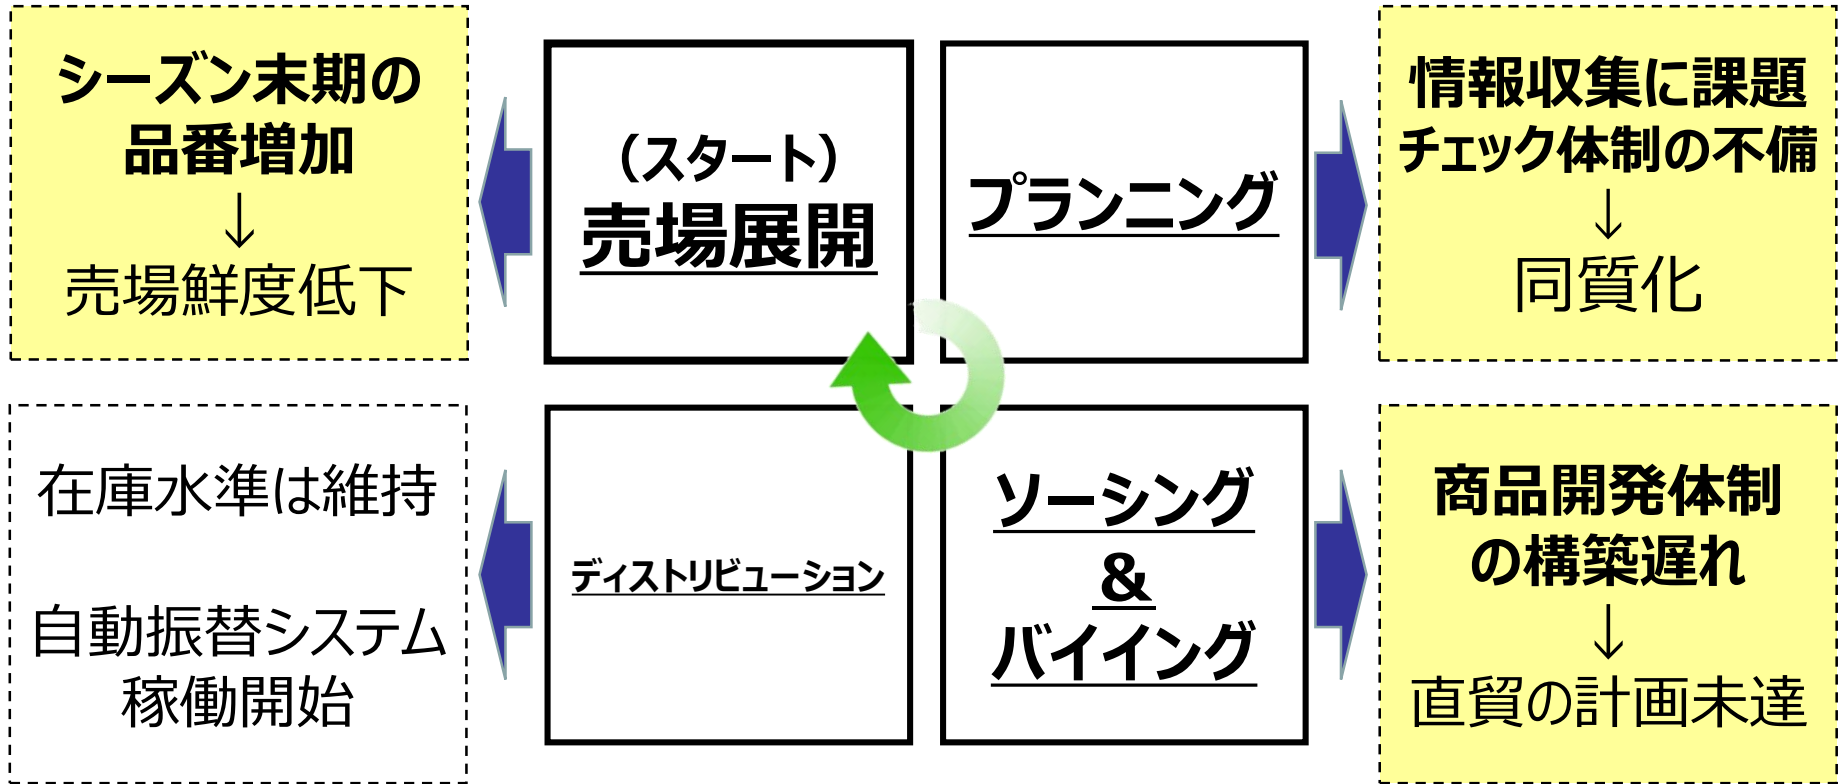 シーズン末期の
品番増加
↓
売場鮮度低下
（スタート）
売場展開
プランニング
情報収集に課題
チェック体制の不備
↓
同質化
在庫水準は維持
自動振替システム
稼働開始
ディストリビューション
ソーシング
&
バイイング
商品開発体制
の構築遅れ
↓
直貿の計画未達